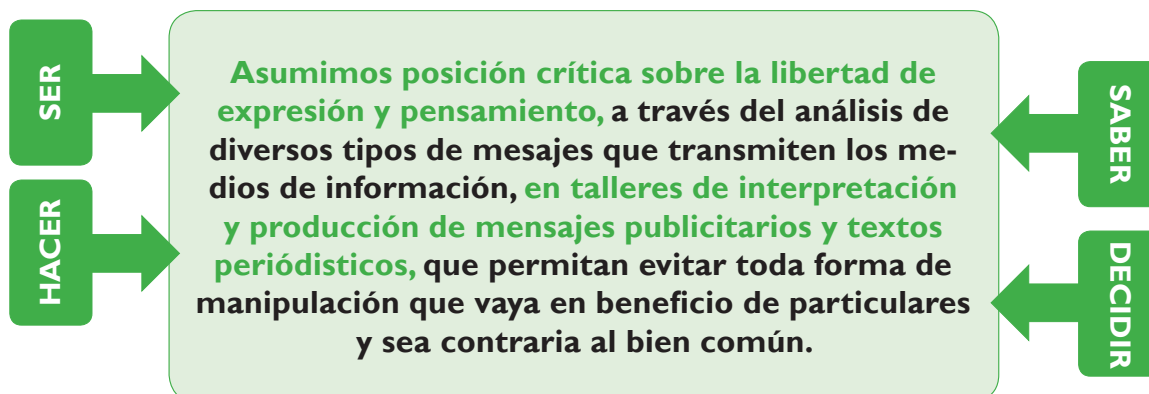 SER
HACER
Asumimos posición crítica sobre la libertad de
expresión y pensamiento, a través del análisis de
diversos tipos de mesajes que transmiten los me-
dios de información, en talleres de interpretación
y producción de mensajes publicitarios y textos
periódisticos, que permitan evitar toda forma de
manipulación que vaya en beneficio de particulares
y sea contraria al bien común.
SABER
DECIDIR